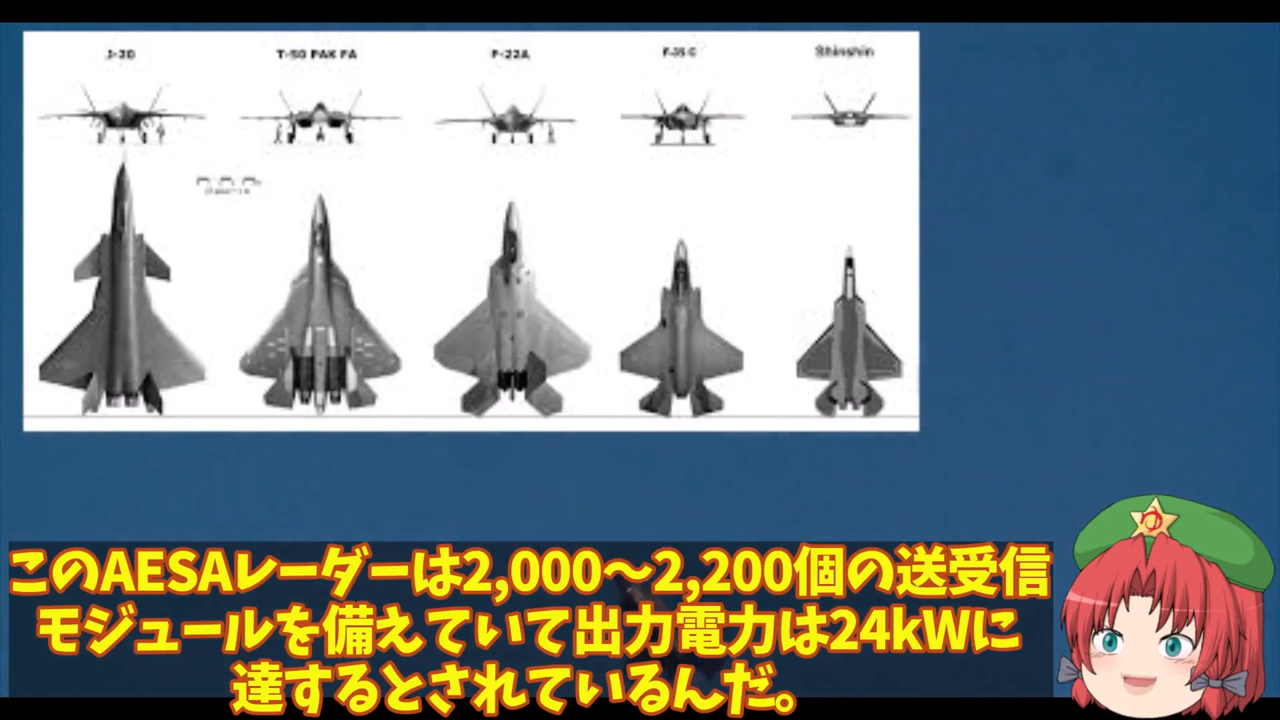 J-20
T-50 PAK FA
F-22A
F-35 C
Shinshin
このAESAレーダーは2,000～2,200個の送受信
モジュールを備えていて出力電力は24kWに
達するとされているんだ。